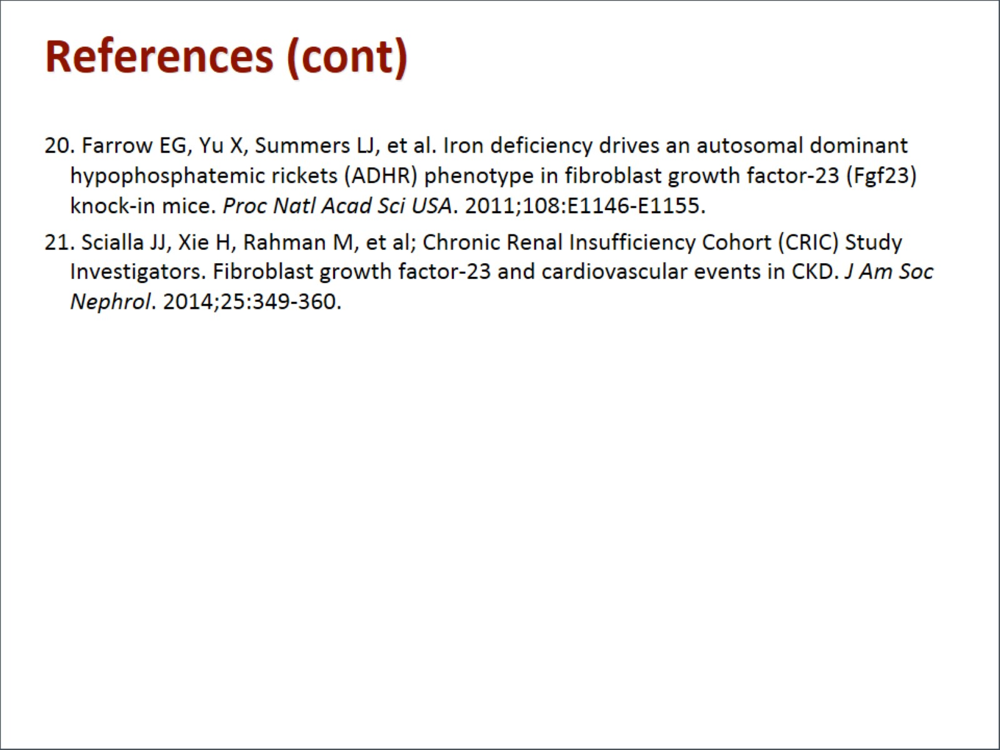 References (cont)
20. Farrow EG, Yu X, Summers LJ, et al. Iron deficiency drives an autosomal dominant
hypophosphatemic rickets (ADHR) phenotype in fibroblast growth factor-23 (Fgf23)
knock-in mice. Proc Natl Acad Sci USA. 2011;108:E1146-E1155.
21. Scialla JJ, Xie H, Rahman M, et al; Chronic Renal Insufficiency Cohort (CRIC) Study
Investigators. Fibroblast growth factor-23 and cardiovascular events in CKD. J Am Soc
Nephrol. 2014;25:349-360.